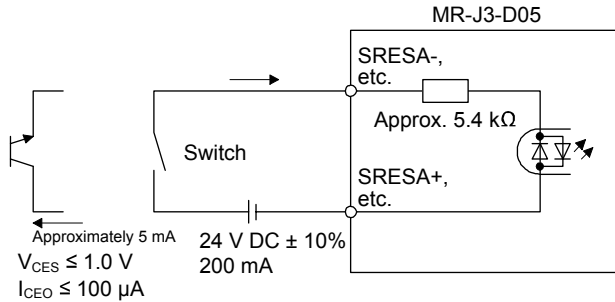 MR-J3-D05
SRESA-,
etc.
Approx. 5.4 kΩ
Switch
SRESA+,
etc.
Approximately 5 mA
24 V DC ± 10%
200 mA
VCES ≤ 1.0 V
ICEO ≤ 100 µA